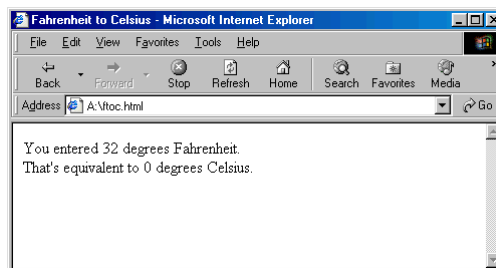 Fahrenheit to Celsius - Microsoft Internet Explorer
File Edit View Favorites Tools Help
Back Forward Stop Refresh Home Search Favorites Media
Address A:\ftoc.html Go
You entered 32 degrees Fahrenheit.
That's equivalent to 0 degrees Celsius.